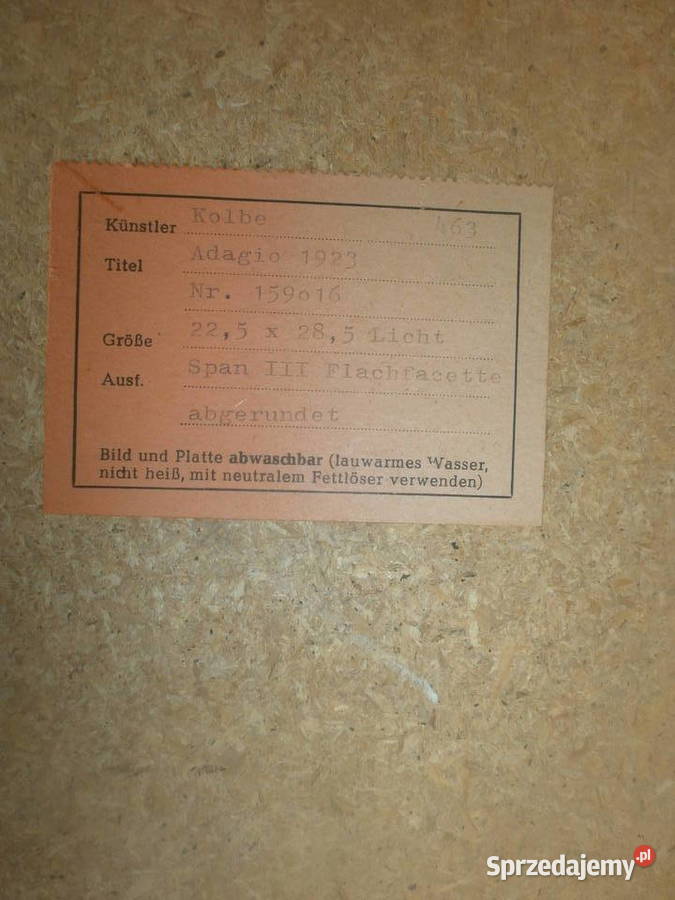 Künstler Kolbe 463
Titel Adagio 1923
Nr. 159o16
Größe 22,5 x 28,5 Licht
Ausf. Span III Flachfacette
abgerundet
Bild und Platte abwaschbar (lauwarmes Wasser,
nicht heiß, mit neutralem Fettlöser verwenden)
Sprzedajemy.pl